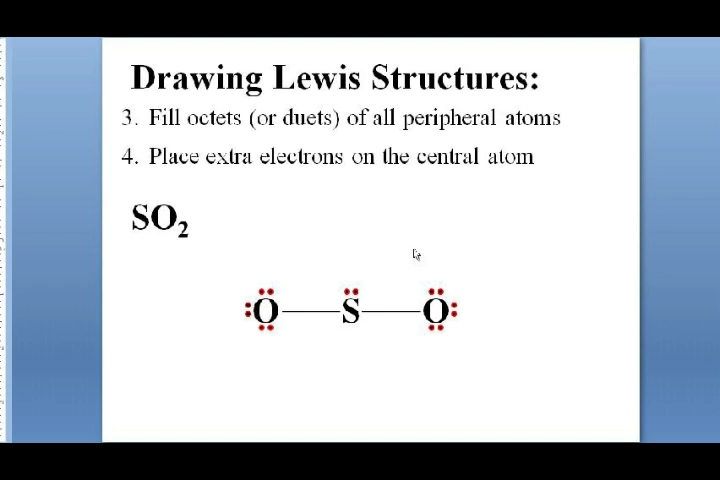 Drawing Lewis Structures:
3. Fill octets (or duets) of all peripheral atoms
4. Place extra electrons on the central atom
SO₂
O S O